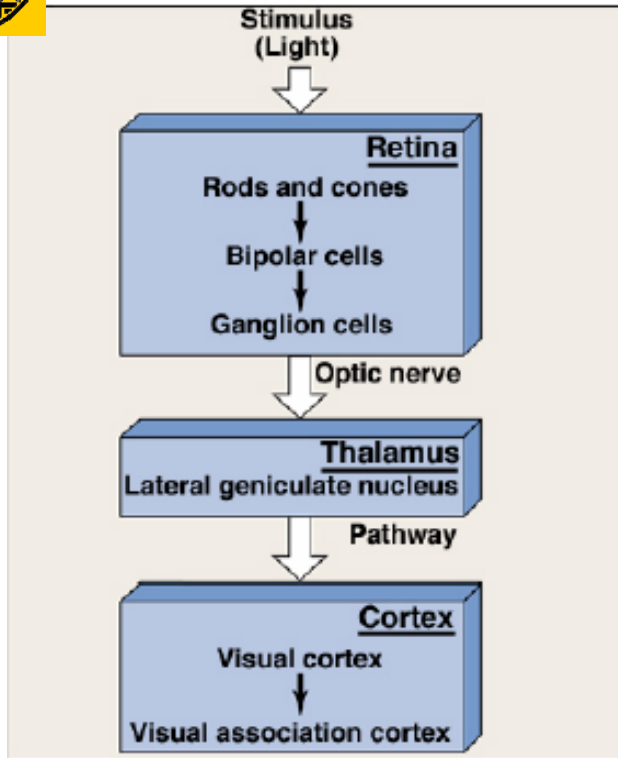 Stimulus
(Light)
Retina
Rods and cones
Bipolar cells
Ganglion cells
Optic nerve
Thalamus
Lateral geniculate nucleus
Pathway
Cortex
Visual cortex
Visual association cortex